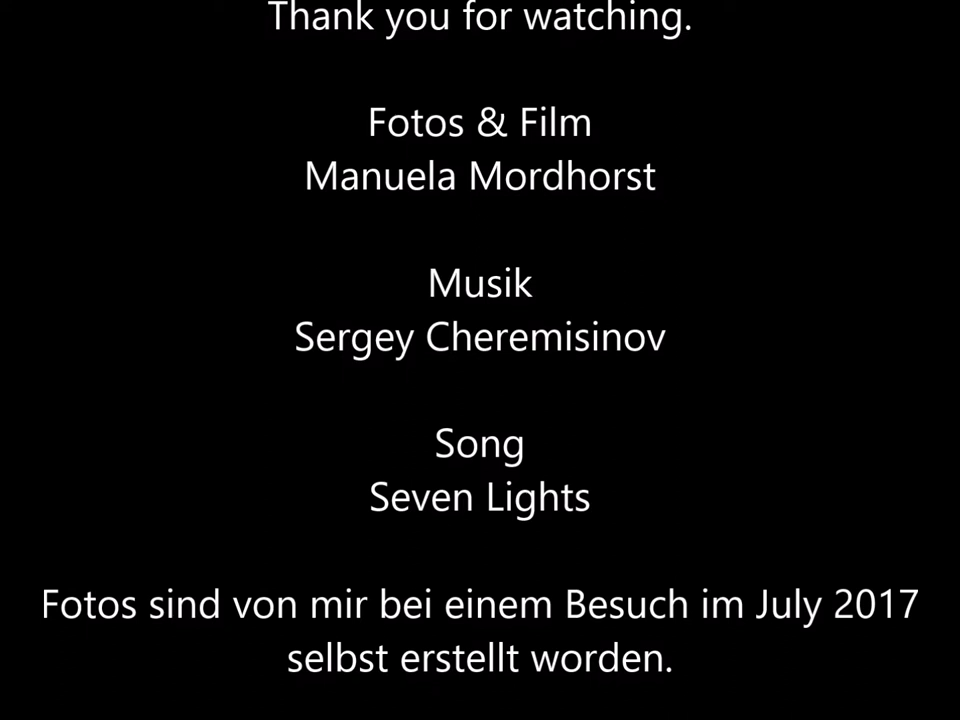 Thank you for watching.
Fotos & Film
Manuela Mordhorst
Musik
Sergey Cheremisinov
Song
Seven Lights
Fotos sind von mir bei einem Besuch im July 2017
selbst erstellt worden.